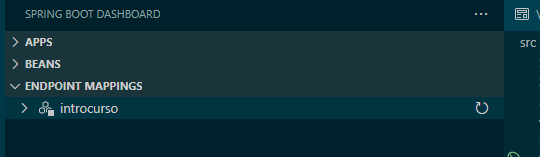 SPRING BOOT DASHBOARD
APPS
src
BEANS
ENDPOINT MAPPINGS
introcurso